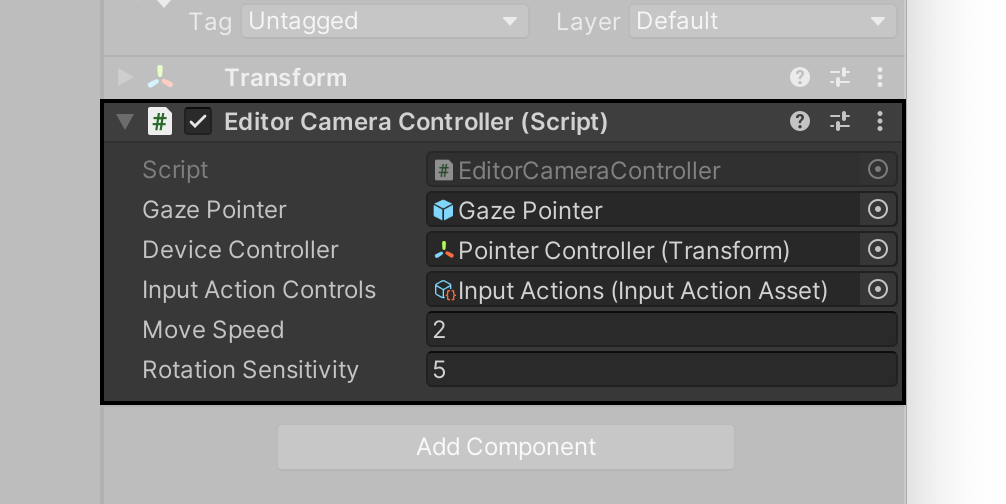 Tag Untagged Layer Default
Transform
Editor Camera Controller (Script)
Script EditorCameraController
Gaze Pointer Gaze Pointer
Device Controller Pointer Controller (Transform)
Input Action Controls Input Actions (Input Action Asset)
Move Speed 2
Rotation Sensitivity 5
Add Component